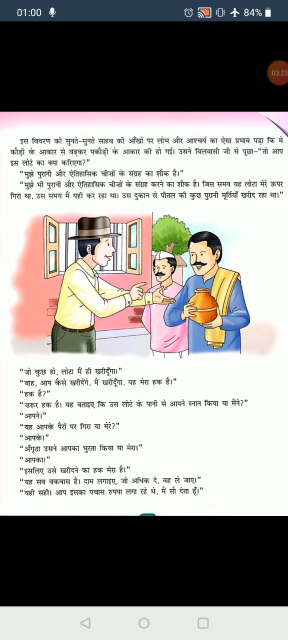 01:00
84%
03:23
इस विवरण को सुनते-सुनते साहब की आँखों पर लोभ और आश्चर्य का ऐसा प्रभाव पड़ा कि वे
कौड़ी के आकार से बढ़कर पकौड़ी के आकार की हो गईं। उसने बिलवासी जी से पूछा–"तो आप
इस लोटे का क्या करिएगा?"
"मुझे पुरानी और ऐतिहासिक चीजों के संग्रह का शौक है।"
"मुझे भी पुरानी और ऐतिहासिक चीजों के संग्रह करने का शौक है। जिस समय यह लोटा मेरे ऊपर
गिरा था, उस समय मैं यही कर रहा था। उस दुकान से पीतल की कुछ पुरानी मूर्तियाँ खरीद रहा था।"
"जो कुछ हो, लोटा मैं ही खरीदूँगा।"
"वाह, आप कैसे खरीदेंगे, मैं खरीदूँगा, यह मेरा हक है।"
"हक है?"
"जरूर हक है। यह बताइए कि उस लोटे के पानी से आपने स्नान किया या मैंने?"
"आपने।"
"वह आपके पैरों पर गिरा या मेरे?"
"आपके।"
"अँगूठा उसने आपका भुरता किया या मेरा।"
"आपका।"
"इसलिए उसे खरीदने का हक मेरा है।"
"यह सब बकवास है। दाम लगाइए, जो अधिक दे, वह ले जाए।"
"यही सही। आप इसका पचास रुपया लगा रहे थे, मैं सौ देता हूँ।"